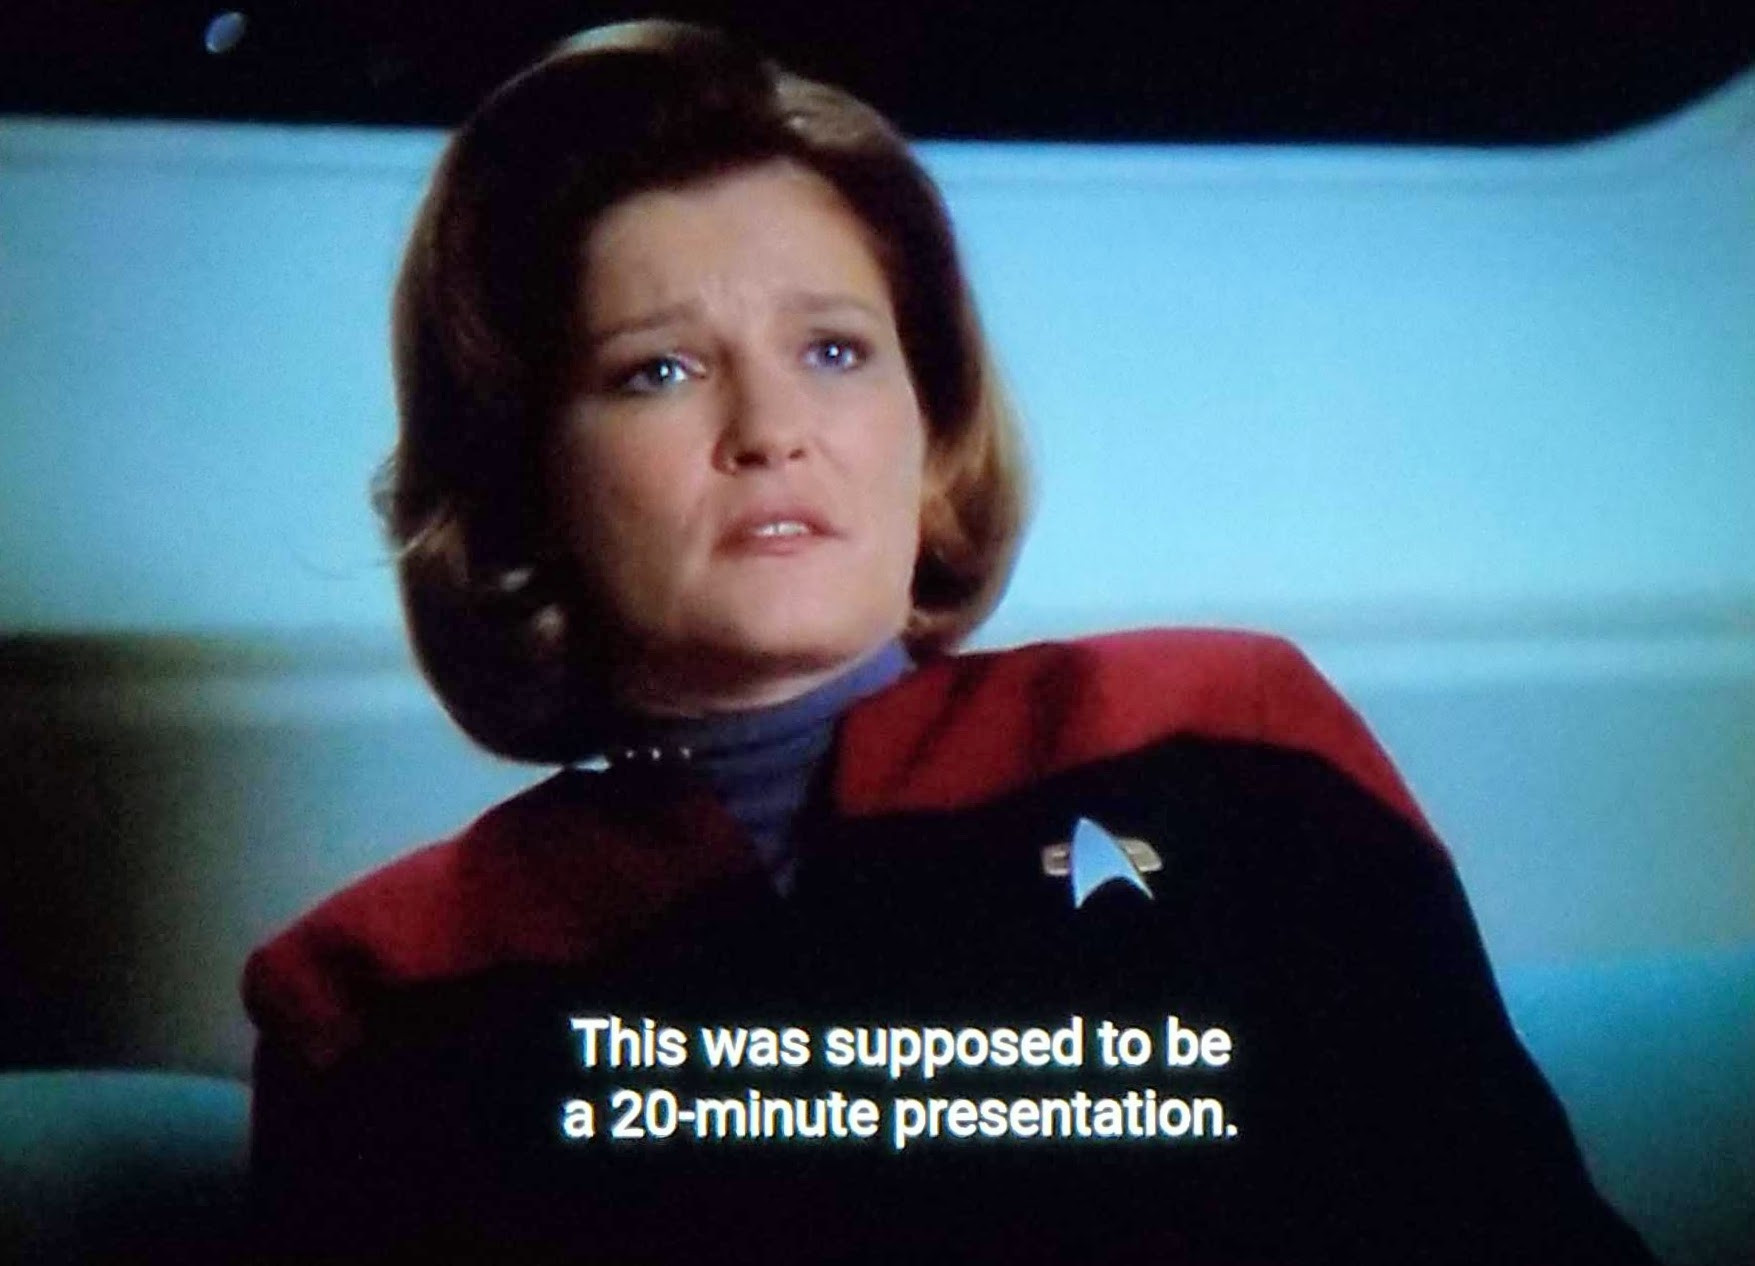 This was supposed to be
a 20-minute presentation.